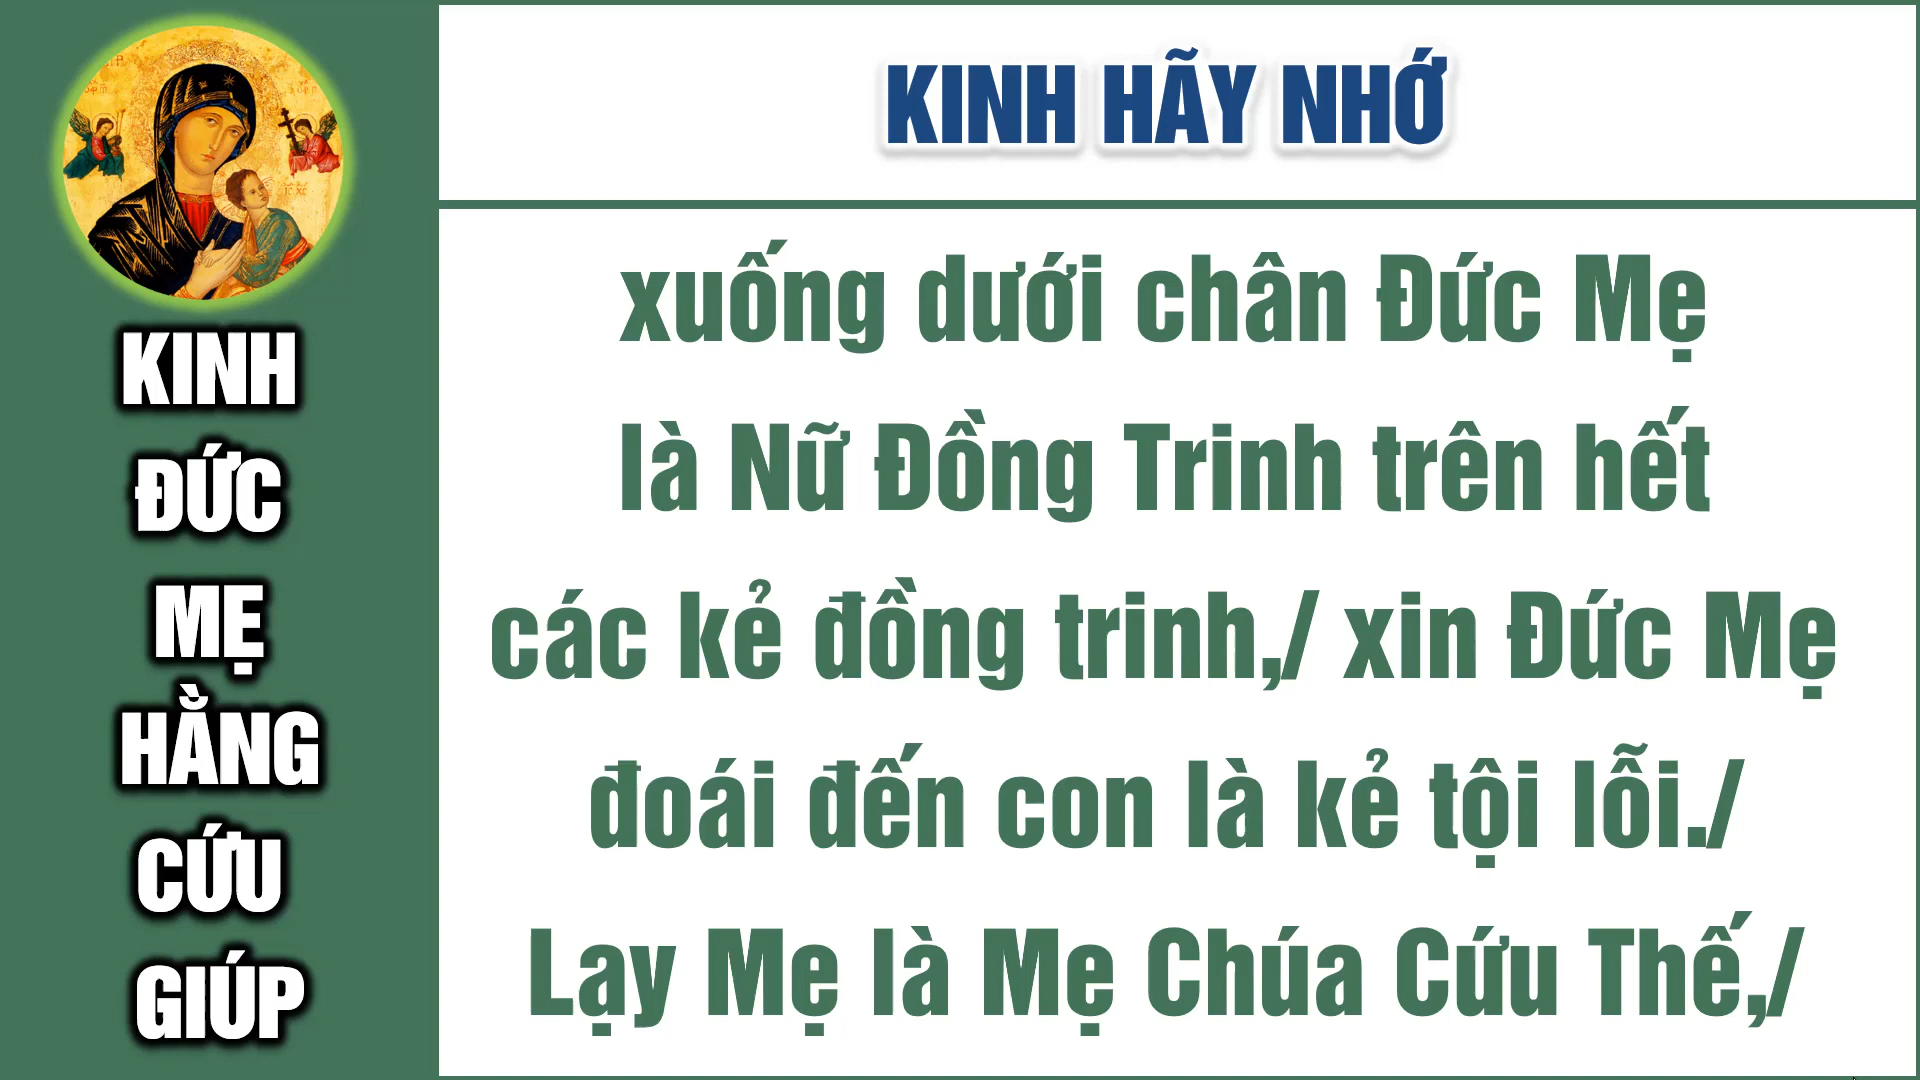 KINH
ĐỨC
MẸ
HẰNG
CỨU
GIÚP
KINH HÃY NHỚ
xuống dưới chân Đức Mẹ
là Nữ Đồng Trinh trên hết
các kẻ đồng trinh,/ xin Đức Mẹ
đoái đến con là kẻ tội lỗi./
Lạy Mẹ là Mẹ Chúa Cứu Thế,/